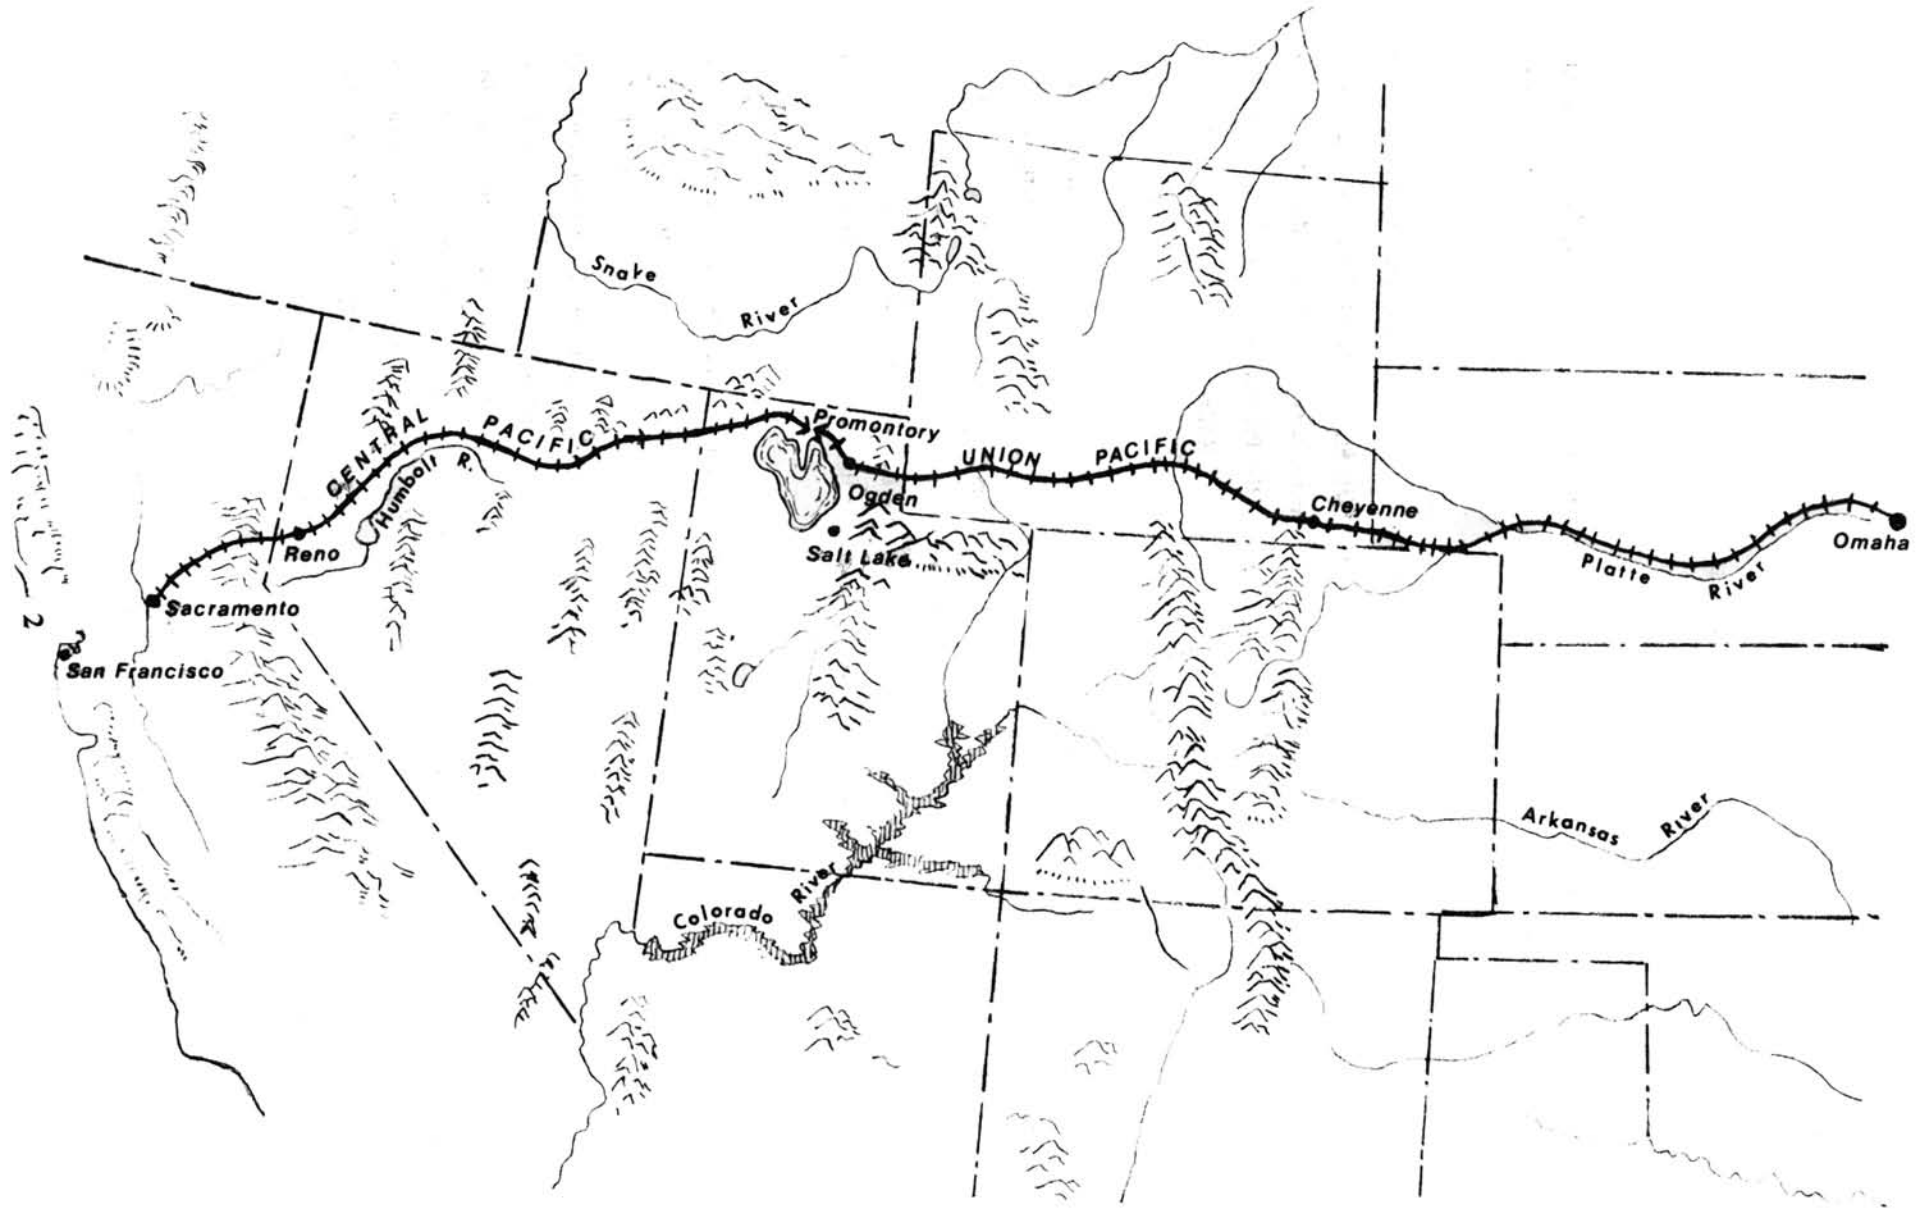 Snake River
CENTRAL PACIFIC
Promontory
UNION PACIFIC
Humbolt R.
Ogden
Cheyenne
Reno
Salt Lake
Omaha
Platte River
Sacramento
2
San Francisco
Arkansas River
Colorado River